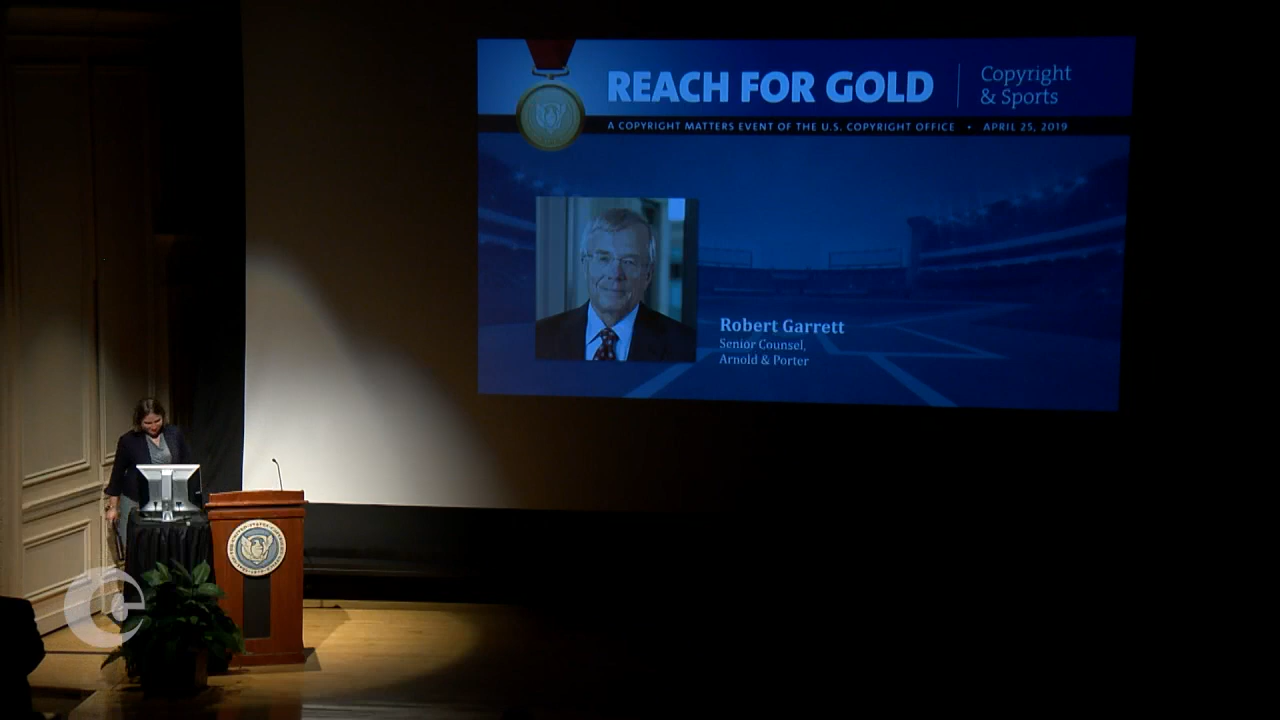 REACH FOR GOLD
Copyright
& Sports
A COPYRIGHT MATTERS EVENT OF THE U.S. COPYRIGHT OFFICE • APRIL 25, 2019
Robert Garrett
Senior Counsel,
Arnold & Porter